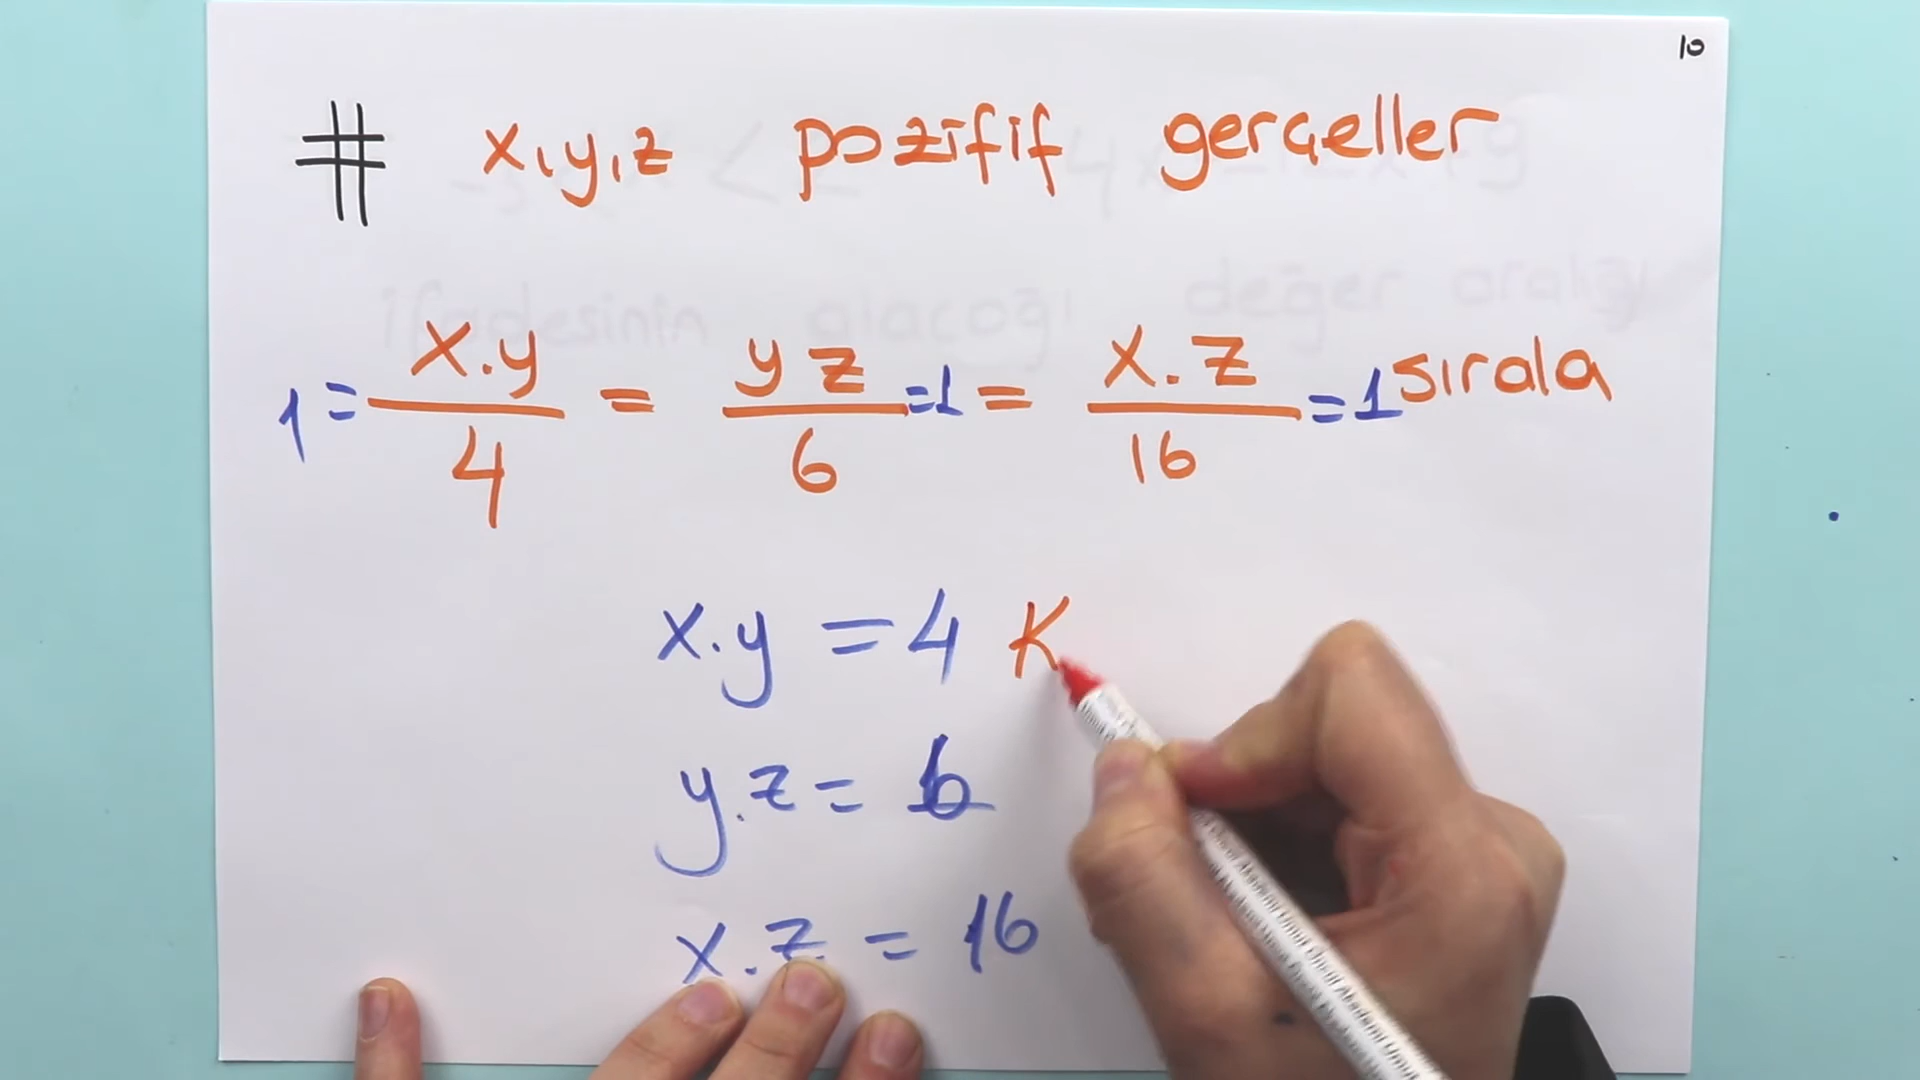 10
# x,y,z pozitif gerçeller
1 = x.y/4 = yz/6 =1 = x.z/16 =1 sırala
x.y = 4 K
y.z = 6
x.z = 16